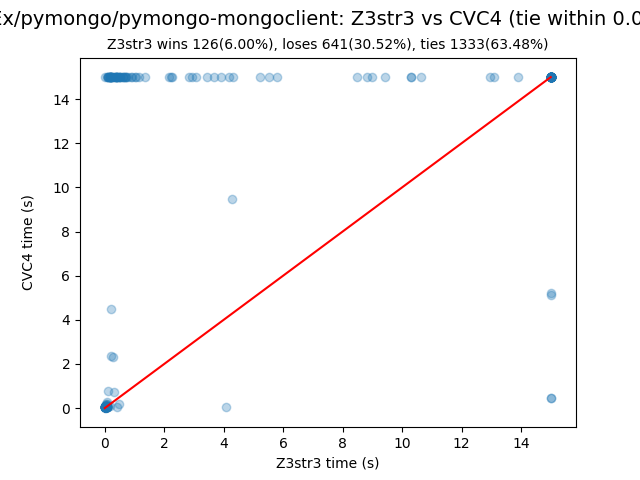 Ex/pymongo/pymongo-mongoclient: Z3str3 vs CVC4 (tie within 0.0
Z3str3 wins 126(6.00%), loses 641(30.52%), ties 1333(63.48%)
14
12
10
8
6
4
2
0
CVC4 time (s)
0 2 4 6 8 10 12 14
Z3str3 time (s)